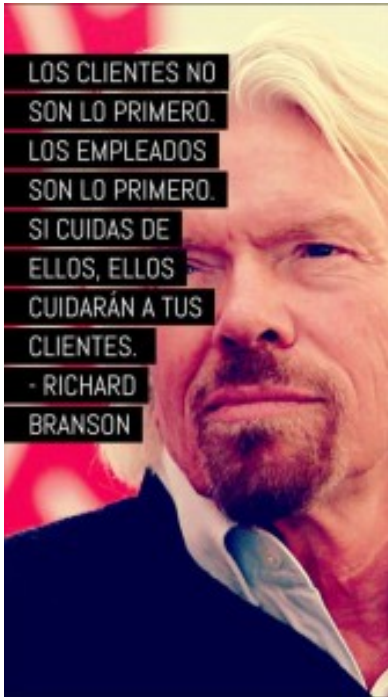 LOS CLIENTES NO
SON LO PRIMERO.
LOS EMPLEADOS
SON LO PRIMERO.
SI CUIDAS DE
ELLOS, ELLOS
CUIDARÁN A TUS
CLIENTES.
- RICHARD
BRANSON